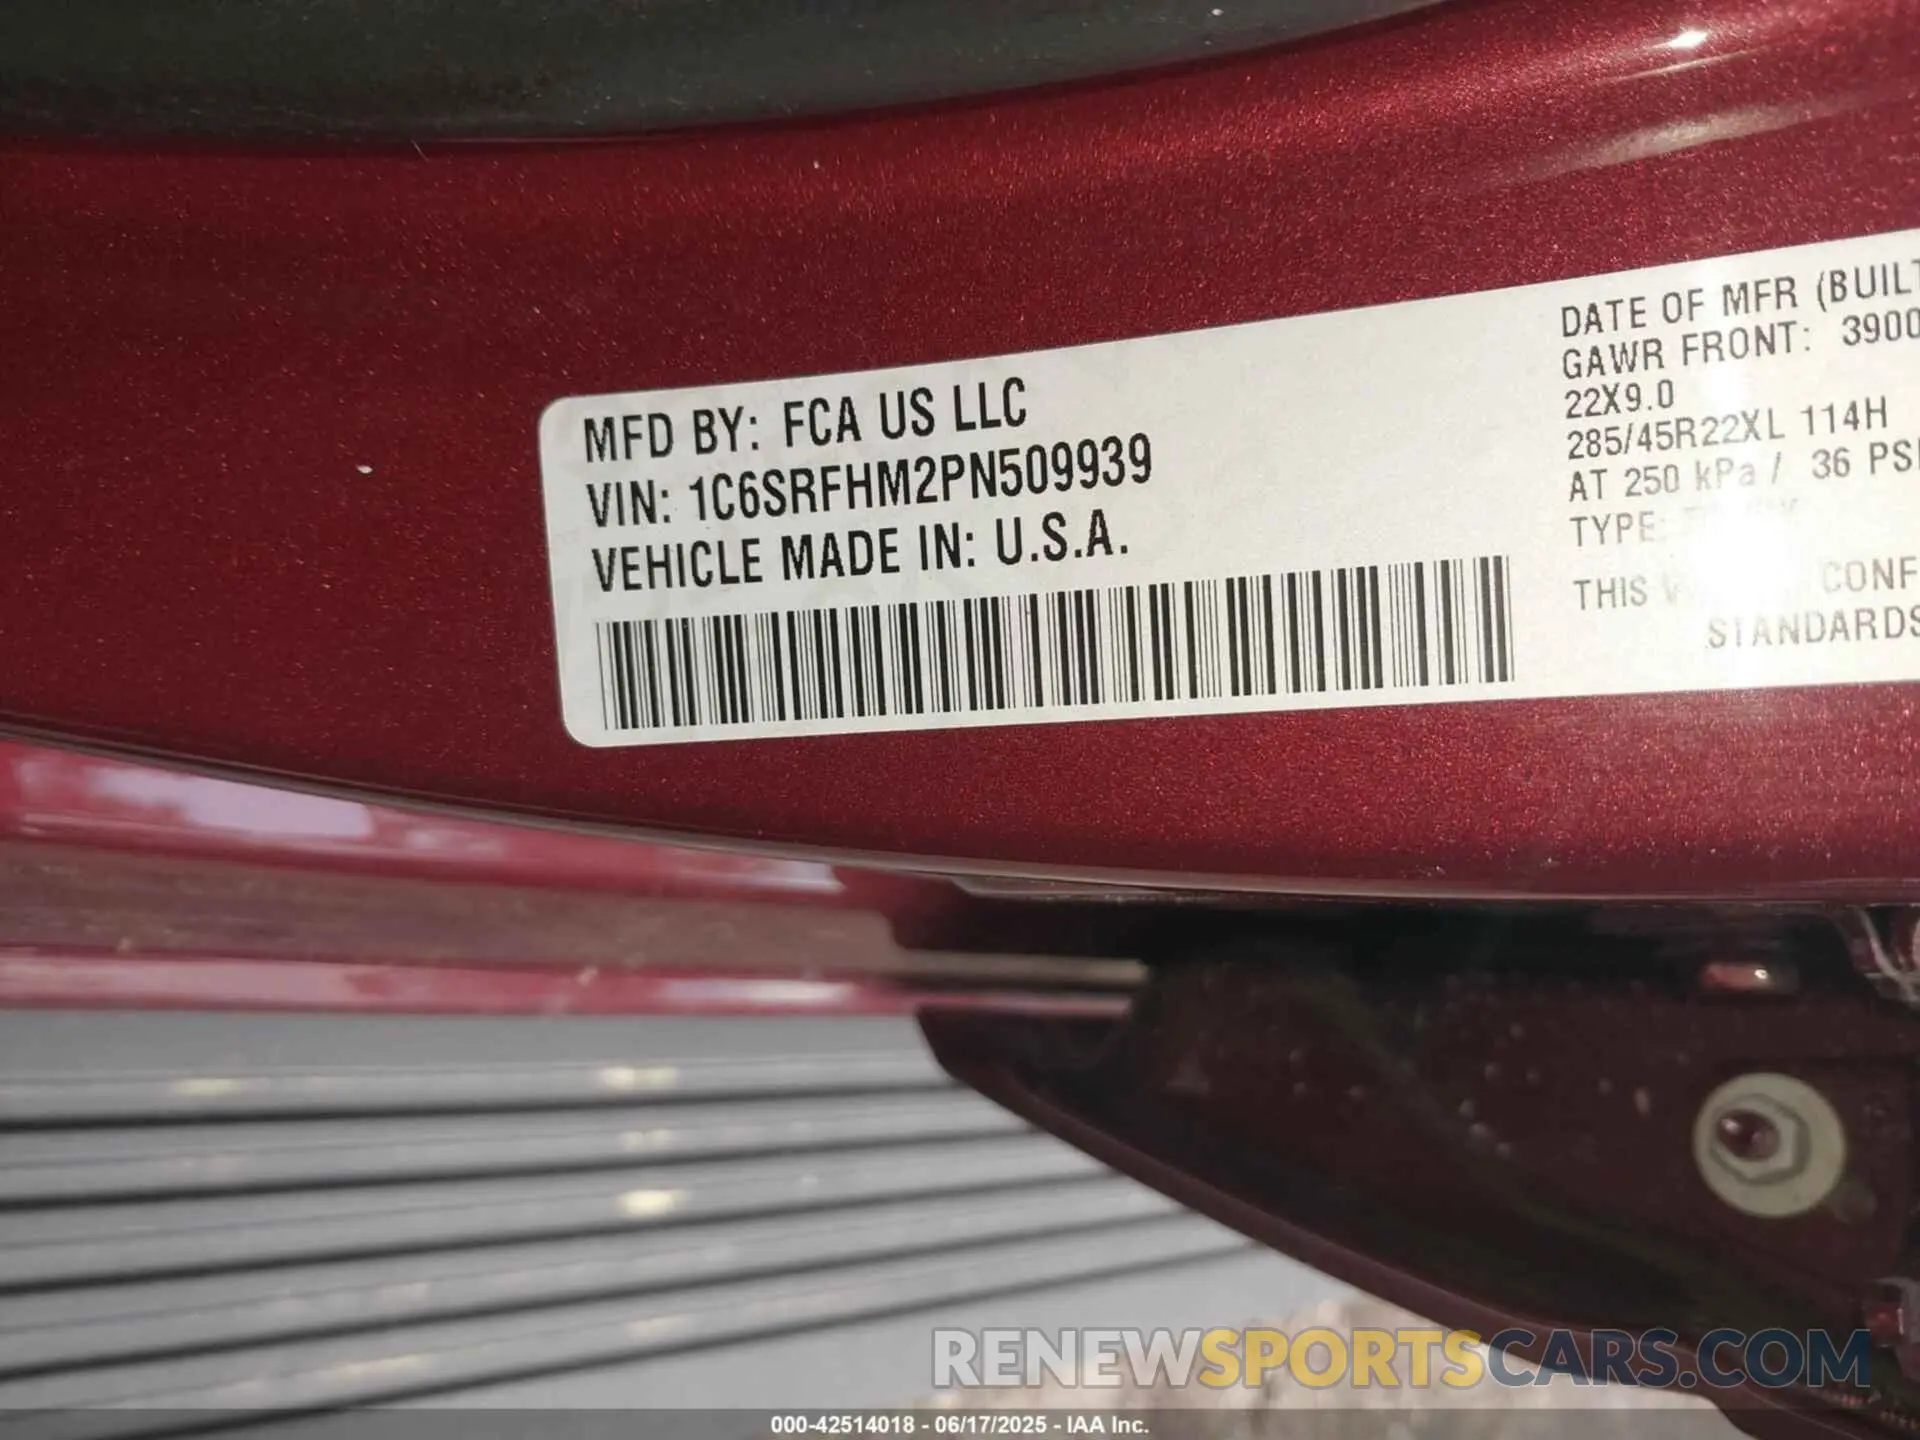 MFD BY: FCA US LLC
VIN: 1C6SRFHM2PN509939
VEHICLE MADE IN: U.S.A.
DATE OF MFR (BUILT
GAWR FRONT: 3900
22X9.0
285/45R22XL 114H
AT 250 kPa / 36 PSI
TYPE:
THIS CONF
STANDARDS
RENEWSPORTSCARS.COM
000-42514018 - 06/17/2025 - IAA Inc.